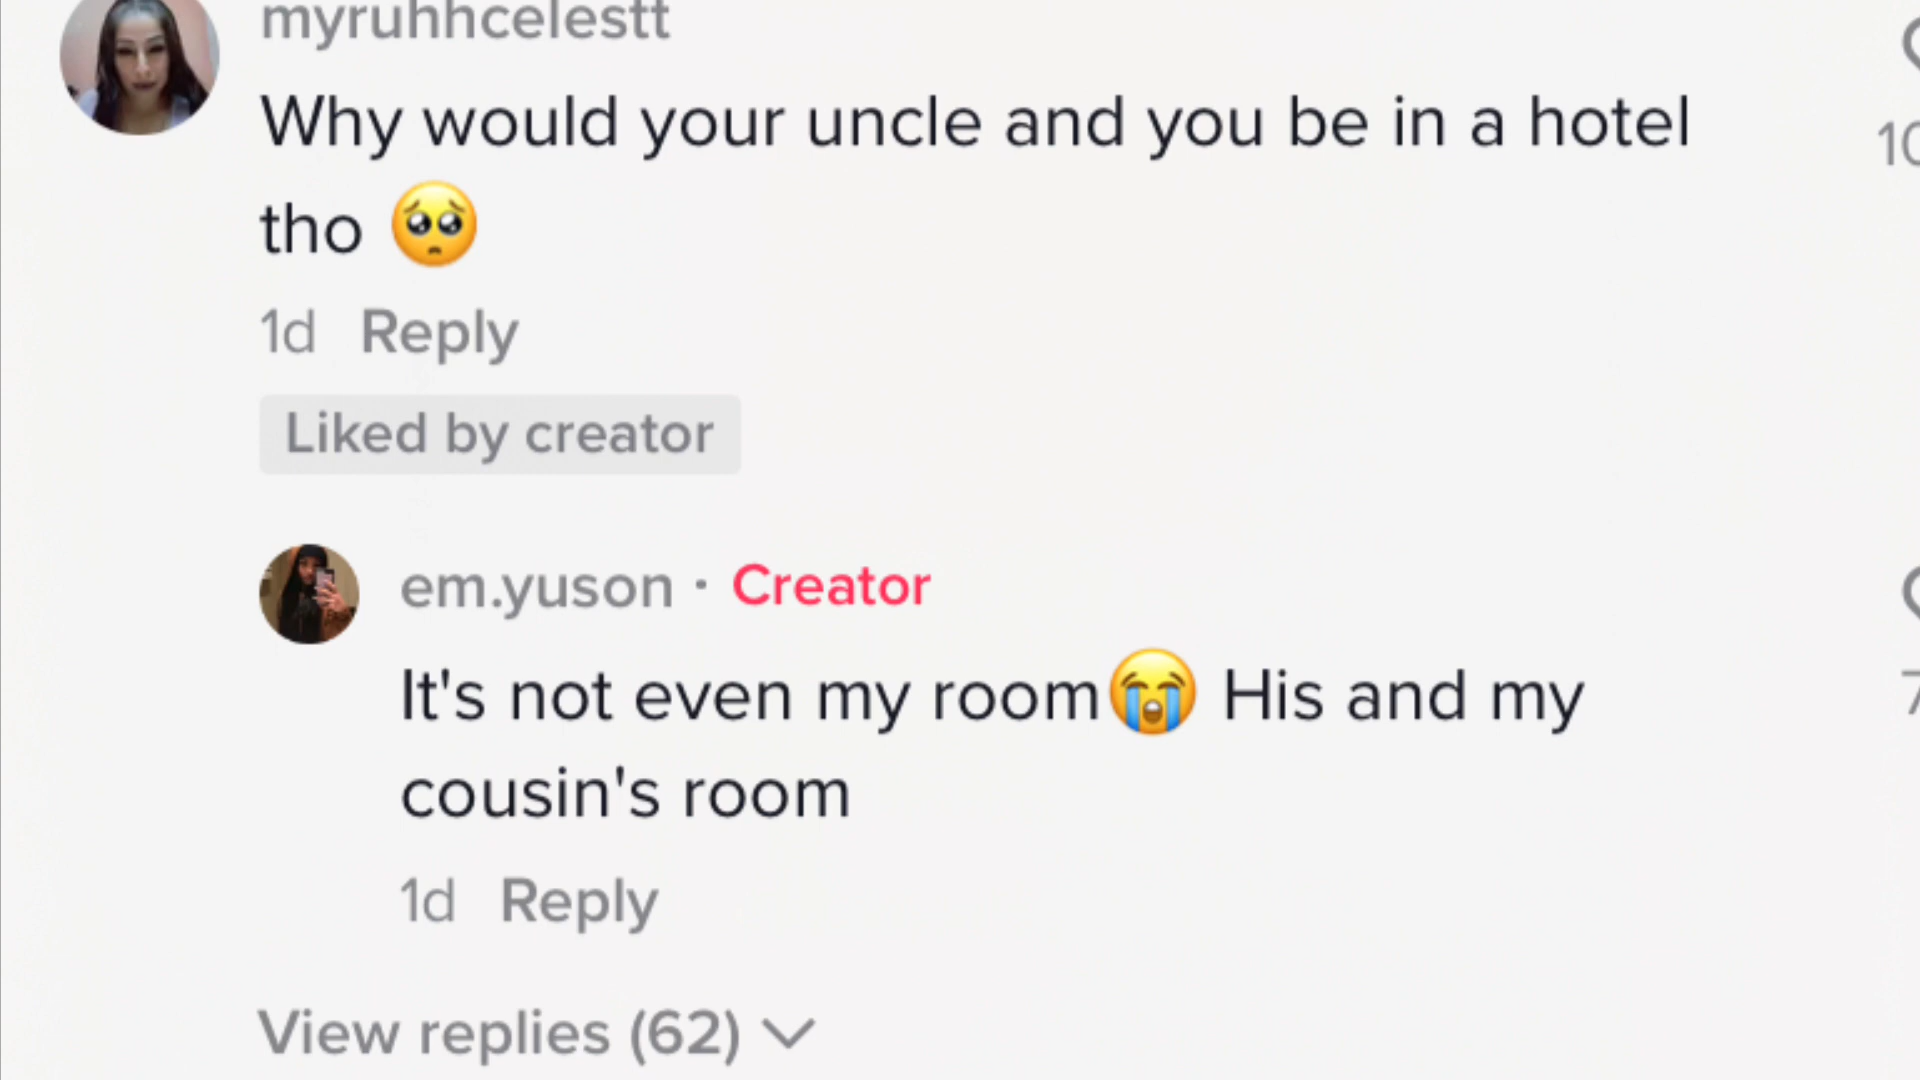 myruhhcelestt
Why would your uncle and you be in a hotel
tho 🥺
1d Reply
Liked by creator
em.yuson · Creator
It's not even my room😭 His and my
cousin's room
1d Reply
View replies (62)